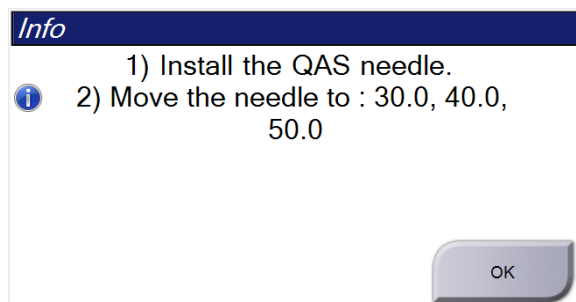 Info
1) Install the QAS needle.
2) Move the needle to : 30.0, 40.0,
50.0
OK